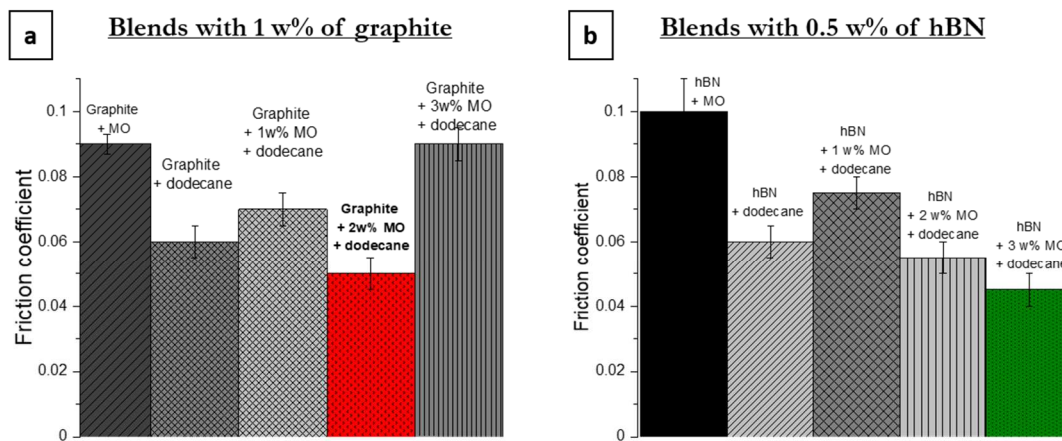 a
Blends with 1 w% of graphite
Friction coefficient
0.1
0.08
0.06
0.04
0.02
0
Graphite
+ MO
Graphite
+ dodecane
Graphite
+ 1w% MO
+ dodecane
Graphite
+ 2w% MO
+ dodecane
Graphite
+ 3w% MO
+ dodecane
b
Blends with 0.5 w% of hBN
Friction coefficient
0.1
0.08
0.06
0.04
0.02
0
hBN
+ MO
hBN
+ dodecane
hBN
+ 1 w% MO
+ dodecane
hBN
+ 2 w% MO
+ dodecane
hBN
+ 3 w% MO
+ dodecane